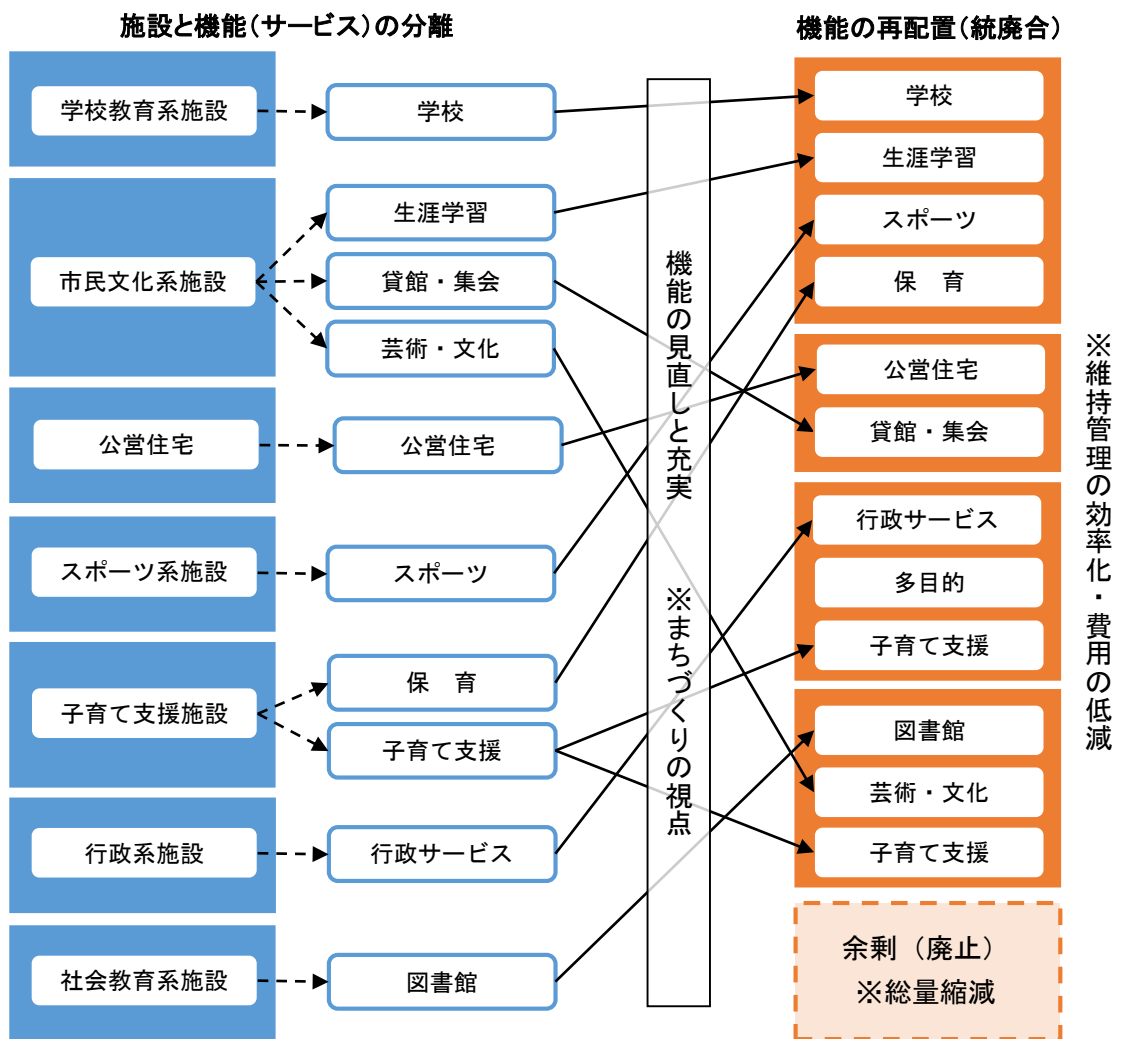 施設と機能（サービス）の分離
機能の再配置（統廃合）
学校教育系施設
市民文化系施設
公営住宅
スポーツ系施設
子育て支援施設
行政系施設
社会教育系施設
学校
生涯学習
貸館・集会
芸術・文化
公営住宅
スポーツ
保　育
子育て支援
行政サービス
図書館
機能の見直しと充実　※まちづくりの視点
学校
生涯学習
スポーツ
保　育
公営住宅
貸館・集会
行政サービス
多目的
子育て支援
図書館
芸術・文化
子育て支援
余剰（廃止）
※総量縮減
※維持管理の効率化・費用の低減